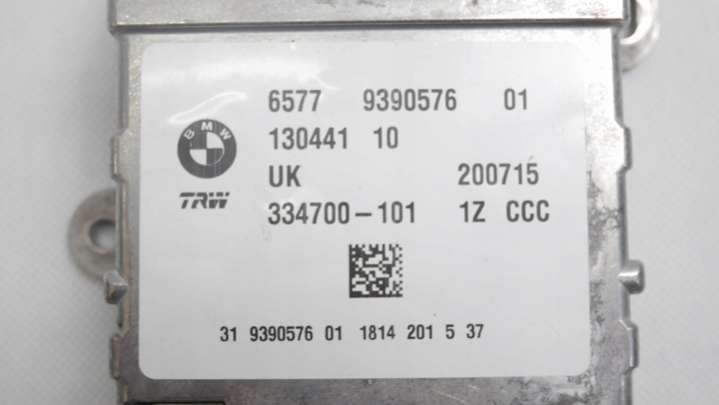 6577 9390576 01
130441 10
BMW
UK 200715
TRW
334700-101 1Z CCC
31 9390576 01 1814 201 5 37